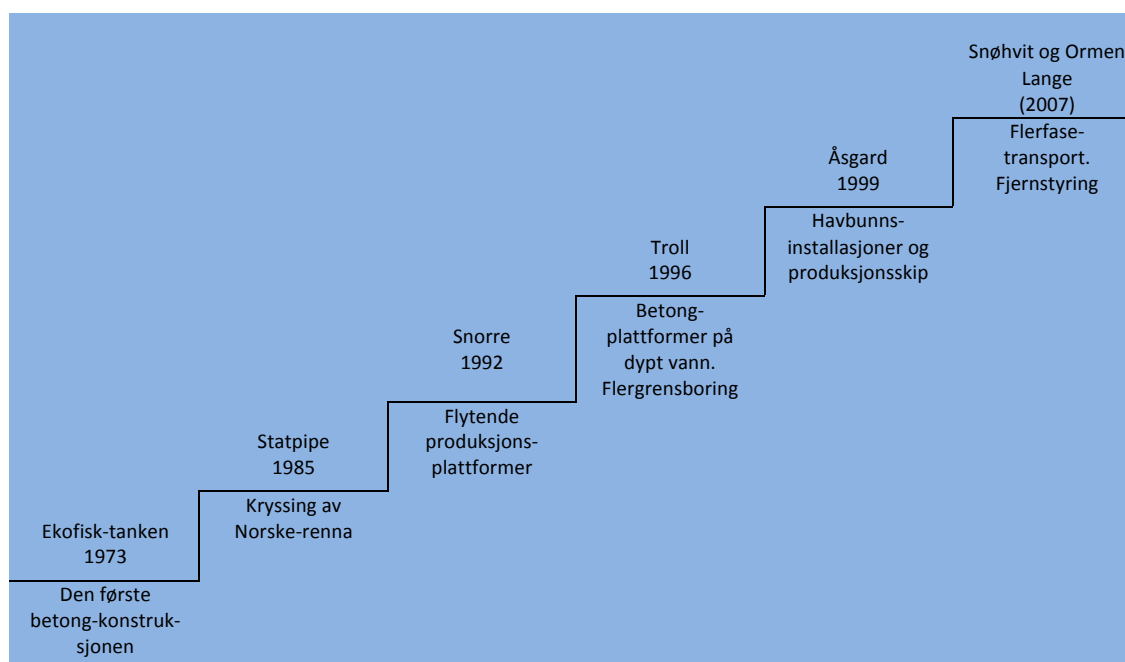 Ekofisk-tanken
1973
Den første
betong-konstruk-
sjonen
Statpipe
1985
Kryssing av
Norske-renna
Snorre
1992
Flytende
produksjons-
plattformer
Troll
1996
Betong-
plattformer på
dypt vann.
Flergrensboring
Åsgard
1999
Havbunns-
installasjoner og
produksjonsskip
Snøhvit og Ormen
Lange
(2007)
Flerfase-
transport.
Fjernstyring